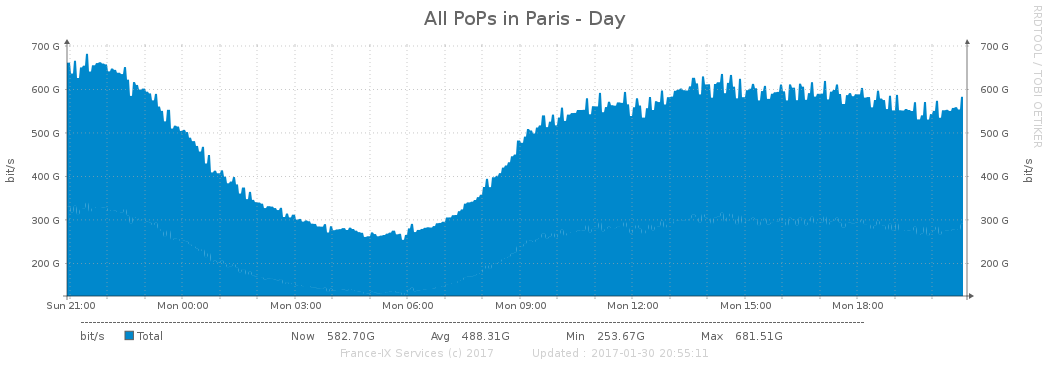 All PoPs in Paris - Day
RRDTOOL / TOBI OETIKER
700 G 700 G
600 G 600 G
500 G 500 G
400 G 400 G
300 G 300 G
200 G 200 G
bit/s bit/s
Sun 21:00 Mon 00:00 Mon 03:00 Mon 06:00 Mon 09:00 Mon 12:00 Mon 15:00 Mon 18:00
bit/s Total Now 582.70G Avg 488.31G Min 253.67G Max 681.51G
France-IX Services (c) 2017 Updated : 2017-01-30 20:55:11